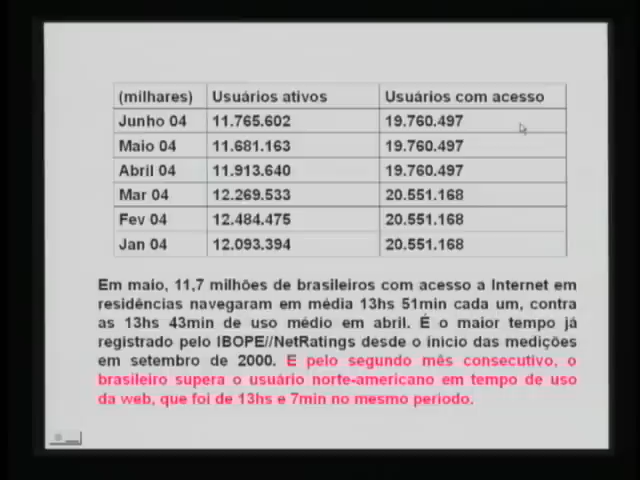 (milhares) Usuários ativos Usuários com acesso
Junho 04 11.765.602 19.760.497
Maio 04 11.681.163 19.760.497
Abril 04 11.913.640 19.760.497
Mar 04 12.269.533 20.551.168
Fev 04 12.484.475 20.551.168
Jan 04 12.093.394 20.551.168
Em maio, 11,7 milhões de brasileiros com acesso a Internet em
residências navegaram em média 13hs 51min cada um, contra
as 13hs 43min de uso médio em abril. É o maior tempo já
registrado pelo IBOPE//NetRatings desde o início das medições
em setembro de 2000. E pelo segundo mês consecutivo, o
brasileiro supera o usuário norte-americano em tempo de uso
da web, que foi de 13hs e 7min no mesmo período.